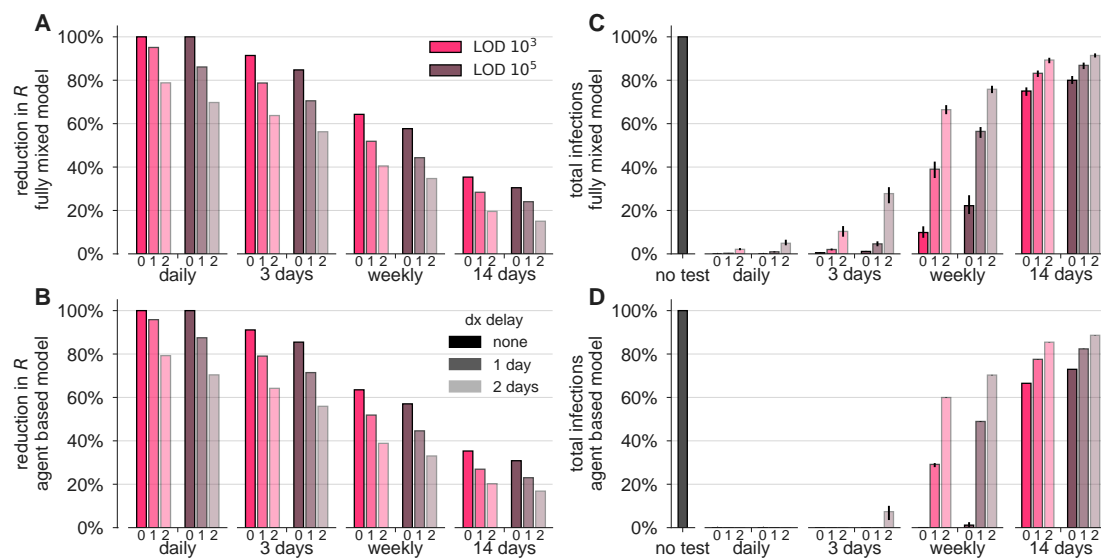 A
reduction in R
fully mixed model
100%
80%
60%
40%
20%
0%
LOD 10³
LOD 10⁵
0 1 2 0 1 2 0 1 2 0 1 2 0 1 2 0 1 2 0 1 2 0 1 2
daily 3 days weekly 14 days
C
total infections
fully mixed model
100%
80%
60%
40%
20%
0%
0 1 2 0 1 2 0 1 2 0 1 2 0 1 2 0 1 2 0 1 2 0 1 2
no test daily 3 days weekly 14 days
B
reduction in R
agent based model
100%
80%
60%
40%
20%
0%
dx delay
none
1 day
2 days
0 1 2 0 1 2 0 1 2 0 1 2 0 1 2 0 1 2 0 1 2 0 1 2
daily 3 days weekly 14 days
D
total infections
agent based model
100%
80%
60%
40%
20%
0%
0 1 2 0 1 2 0 1 2 0 1 2 0 1 2 0 1 2 0 1 2 0 1 2
no test daily 3 days weekly 14 days